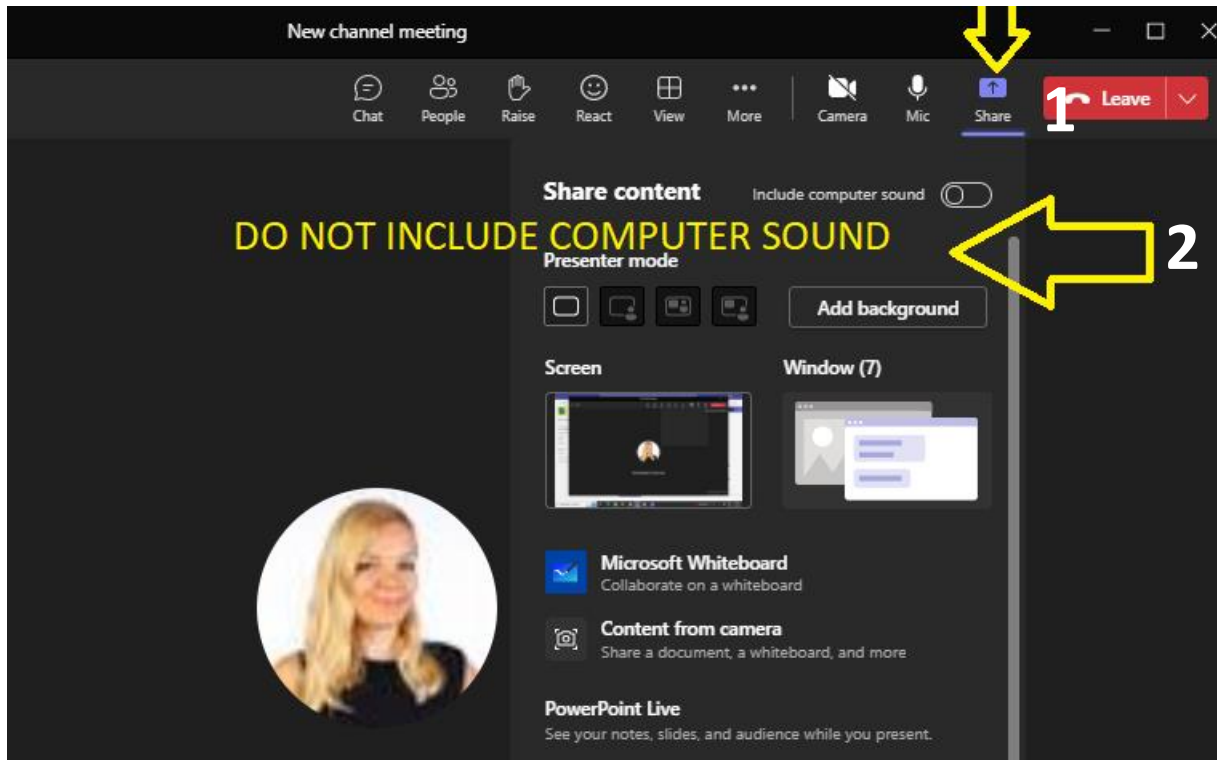 New channel meeting
Chat People Raise React View More Camera Mic Share 1 Leave
Share content Include computer sound
DO NOT INCLUDE COMPUTER SOUND 2
Presenter mode
Add background
Screen Window (7)
Microsoft Whiteboard
Collaborate on a whiteboard
Content from camera
Share a document, a whiteboard, and more
PowerPoint Live
See your notes, slides, and audience while you present.